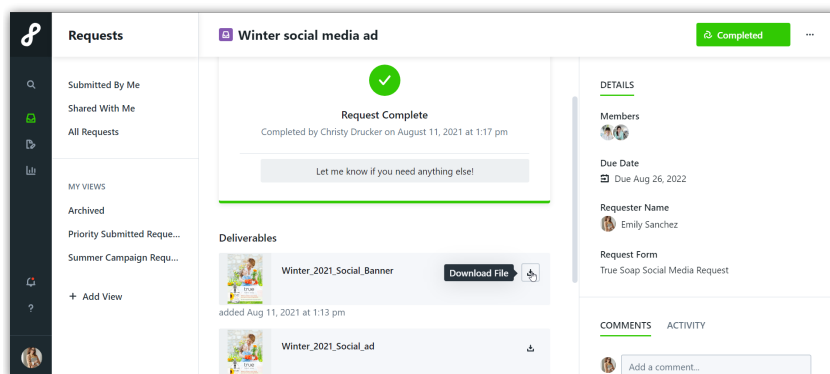 Requests
Submitted By Me
Shared With Me
All Requests
MY VIEWS
Archived
Priority Submitted Reque...
Summer Campaign Requ...
+ Add View
?
Winter social media ad
Completed
...
Request Complete
Completed by Christy Drucker on August 11, 2021 at 1:17 pm
Let me know if you need anything else!
Deliverables
true
Winter_2021_Social_Banner
Download File
added Aug 11, 2021 at 1:13 pm
true
Winter_2021_Social_ad
DETAILS
Members
Due Date
Due Aug 26, 2022
Requester Name
Emily Sanchez
Request Form
True Soap Social Media Request
COMMENTS ACTIVITY
Add a comment...